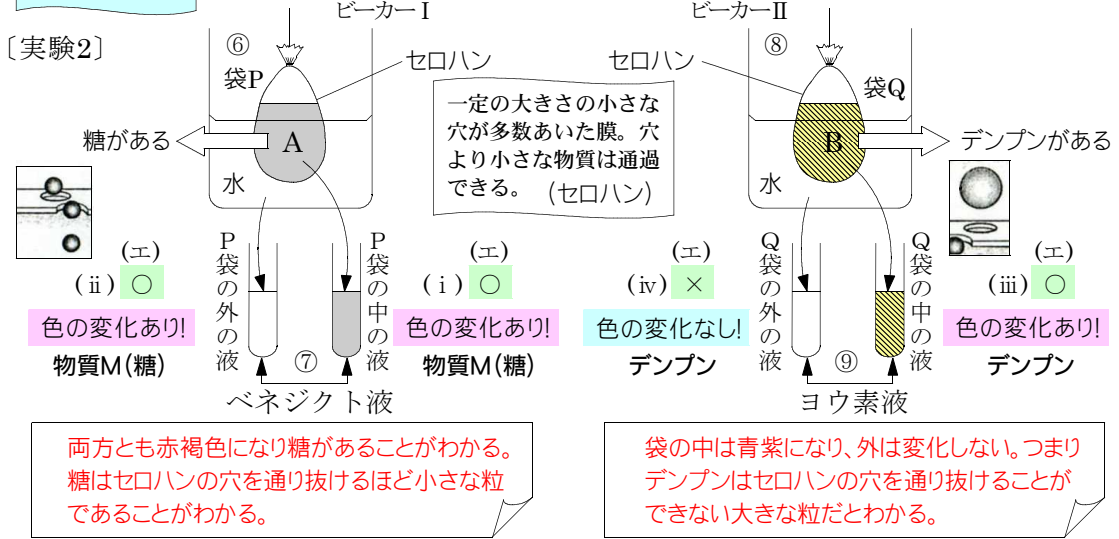 〔実験2〕
ビーカーⅠ
⑥
袋P
セロハン
糖がある
A
水
一定の大きさの小さな
穴が多数あいた膜。穴
より小さな物質は通過
できる。 (セロハン)
ビーカーⅡ
⑧
セロハン
袋Q
B
デンプンがある
水
(エ)
(ⅱ) ○
色の変化あり!
物質M(糖)
P袋の外の液
P袋の中の液
⑦
ベネジクト液
(エ)
(ⅰ) ○
色の変化あり!
物質M(糖)
(エ)
(ⅳ) ×
色の変化なし!
デンプン
Q袋の外の液
Q袋の中の液
⑨
ヨウ素液
(エ)
(ⅲ) ○
色の変化あり!
デンプン
両方とも赤褐色になり糖があることがわかる。
糖はセロハンの穴を通り抜けるほど小さな粒
であることがわかる。
袋の中は青紫になり、外は変化しない。つまり
デンプンはセロハンの穴を通り抜けることが
できない大きな粒だとわかる。